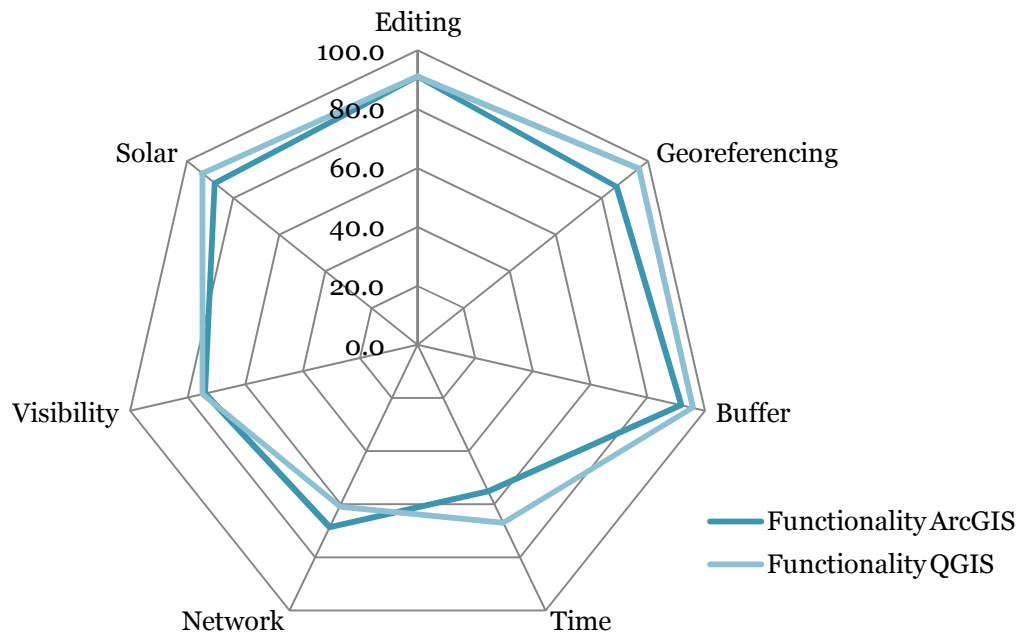 Editing
100.0
80.0
Solar
Georeferencing
60.0
40.0
20.0
0.0
Visibility
Buffer
Functionality ArcGIS
Functionality QGIS
Network
Time